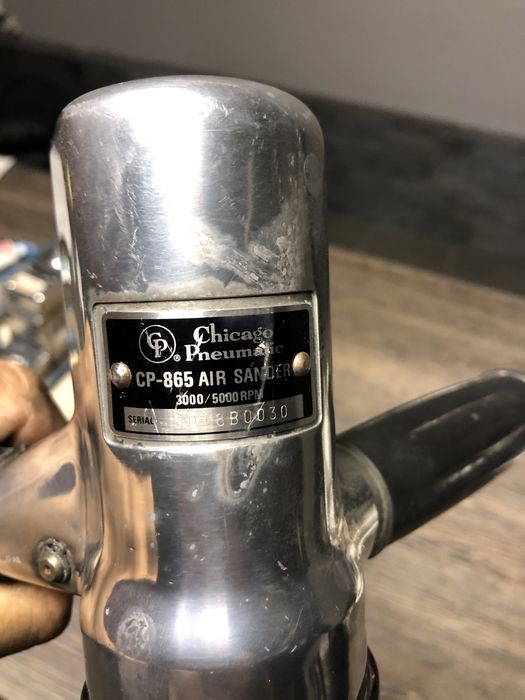 CP® Chicago
Pneumatic
CP-865 AIR SANDER
3000/5000 RPM
SERIAL